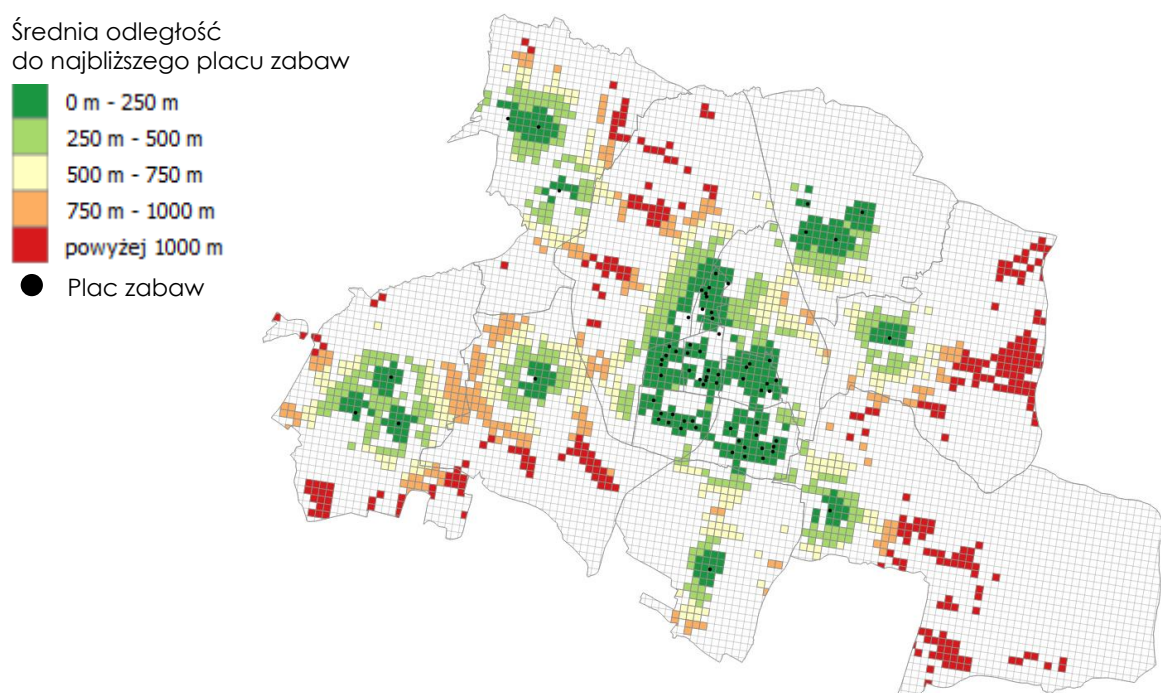 Średnia odległość
do najbliższego placu zabaw
0 m - 250 m
250 m - 500 m
500 m - 750 m
750 m - 1000 m
powyżej 1000 m
Plac zabaw